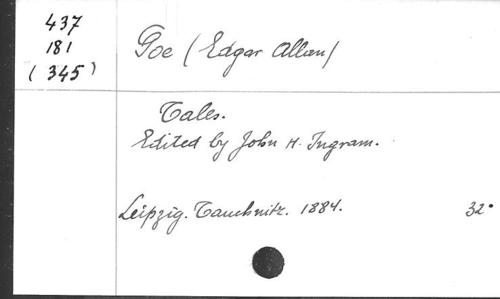 437
181
(345)
Poe (Edgar Allan)
Tales.
Edited by John H. Ingram.
Leipzig. Tauchnitz. 1884. 32°